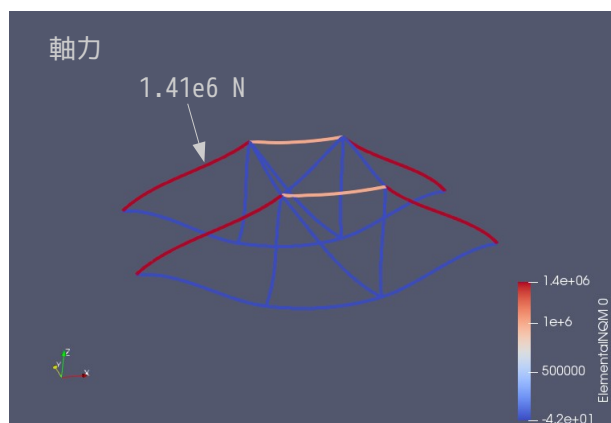 軸力
1.41e6 N
1.4e+06
1e+6
500000
-4.2e+01
ElementalNQM 0
Z
Y
X